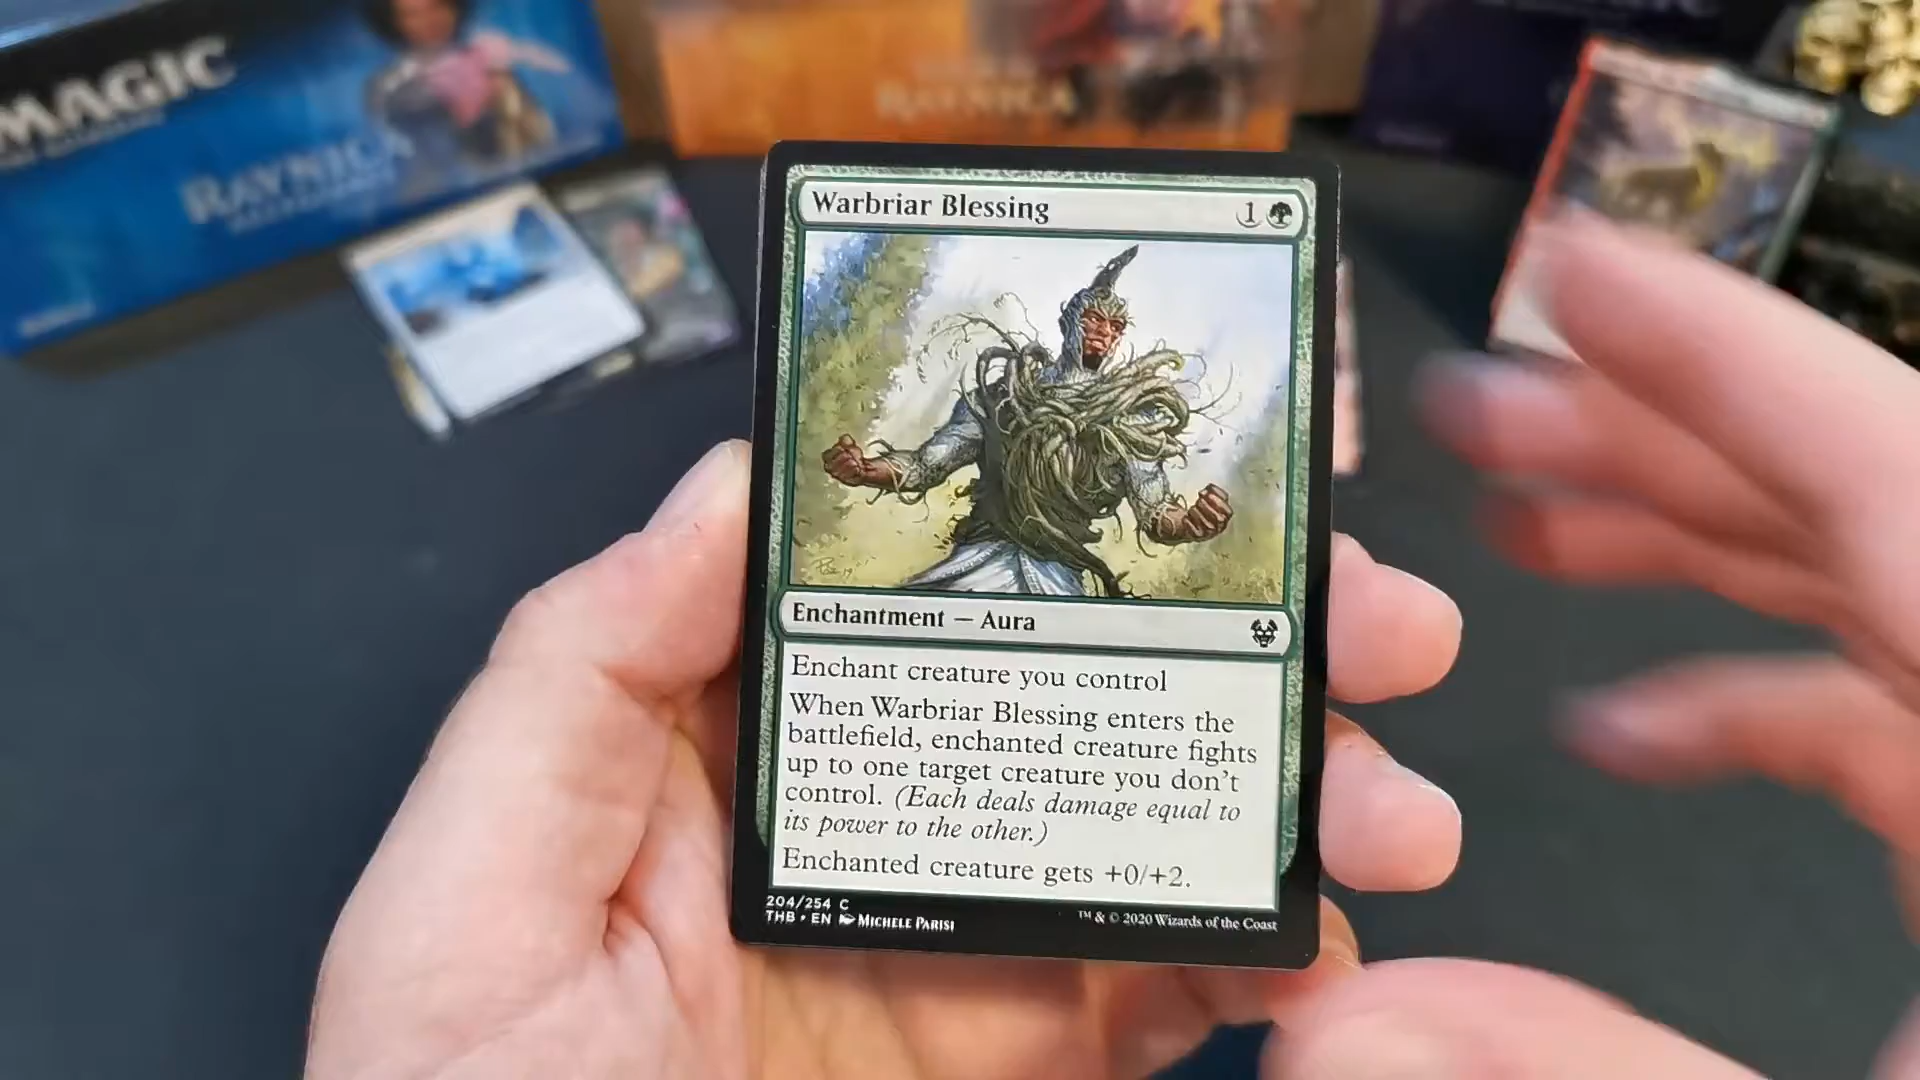 MAGIC
RAVNICA
RAVNICA
Warbriar Blessing 1
Enchantment — Aura
Enchant creature you control
When Warbriar Blessing enters the
battlefield, enchanted creature fights
up to one target creature you don't
control. (Each deals damage equal to
its power to the other.)
Enchanted creature gets +0/+2.
204/254 C
THB • EN MICHELE PARISI
™ & © 2020 Wizards of the Coast